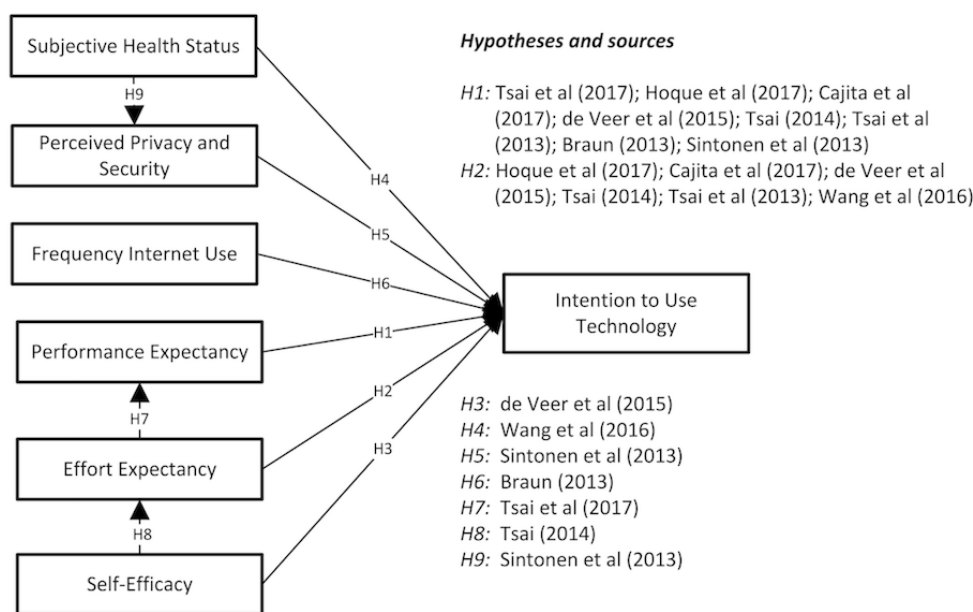 Subjective Health Status
H9
Perceived Privacy and
Security
Frequency Internet Use
Performance Expectancy
H7
Effort Expectancy
H8
Self-Efficacy
H4
H5
H6
H1
H2
H3
Intention to Use
Technology
Hypotheses and sources
H1: Tsai et al (2017); Hoque et al (2017); Cajita et al
(2017); de Veer et al (2015); Tsai (2014); Tsai et al
(2013); Braun (2013); Sintonen et al (2013)
H2: Hoque et al (2017); Cajita et al (2017); de Veer et al
(2015); Tsai (2014); Tsai et al (2013); Wang et al (2016)
H3: de Veer et al (2015)
H4: Wang et al (2016)
H5: Sintonen et al (2013)
H6: Braun (2013)
H7: Tsai et al (2017)
H8: Tsai (2014)
H9: Sintonen et al (2013)